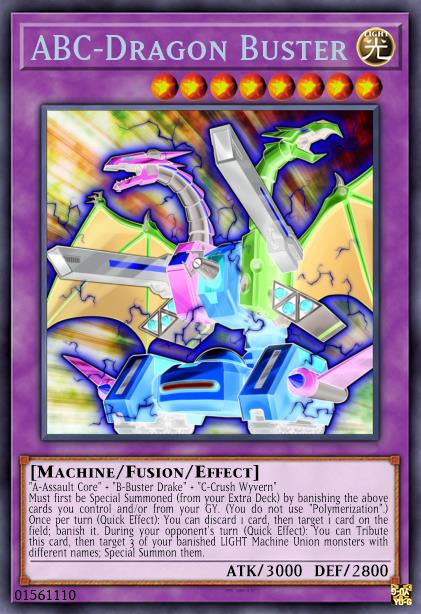 ABC-Dragon Buster
LIGHT
光
[Machine/Fusion/Effect]
"A-Assault Core" + "B-Buster Drake" + "C-Crush Wyvern"
Must first be Special Summoned (from your Extra Deck) by banishing the above
cards you control and/or from your GY. (You do not use "Polymerization".)
Once per turn (Quick Effect): You can discard 1 card, then target 1 card on the
field; banish it. During your opponent's turn (Quick Effect): You can Tribute
this card, then target 3 of your banished LIGHT Machine Union monsters with
different names; Special Summon them.
ATK/3000 DEF/2800
01561110